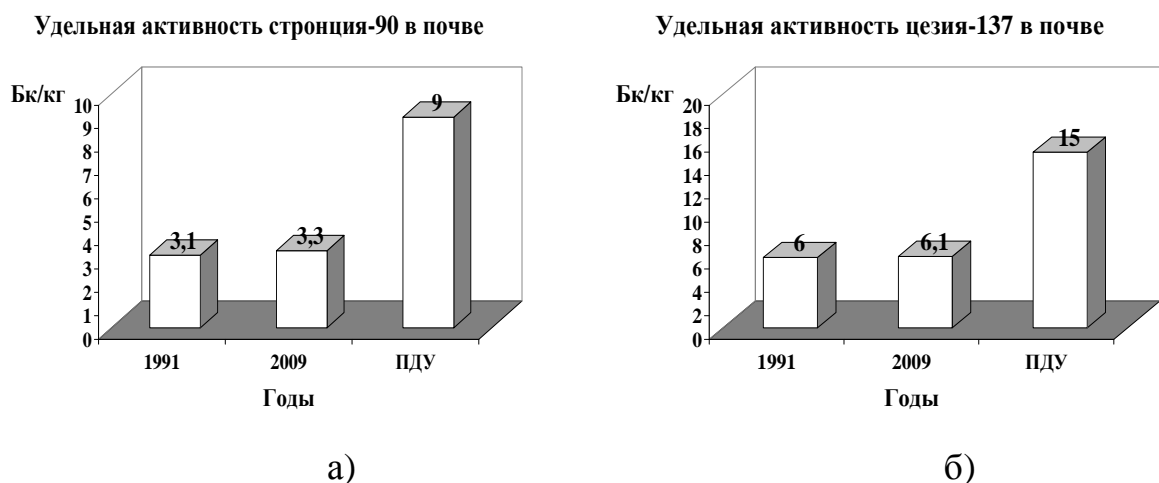 Удельная активность стронция-90 в почве
Бк/кг
10
9
8
7
6
5
4
3
2
1
0
3,1
3,3
9
1991 2009 ПДУ
Годы
а)
Удельная активность цезия-137 в почве
Бк/кг
20
18
16
14
12
10
8
6
4
2
0
6
6,1
15
1991 2009 ПДУ
Годы
б)